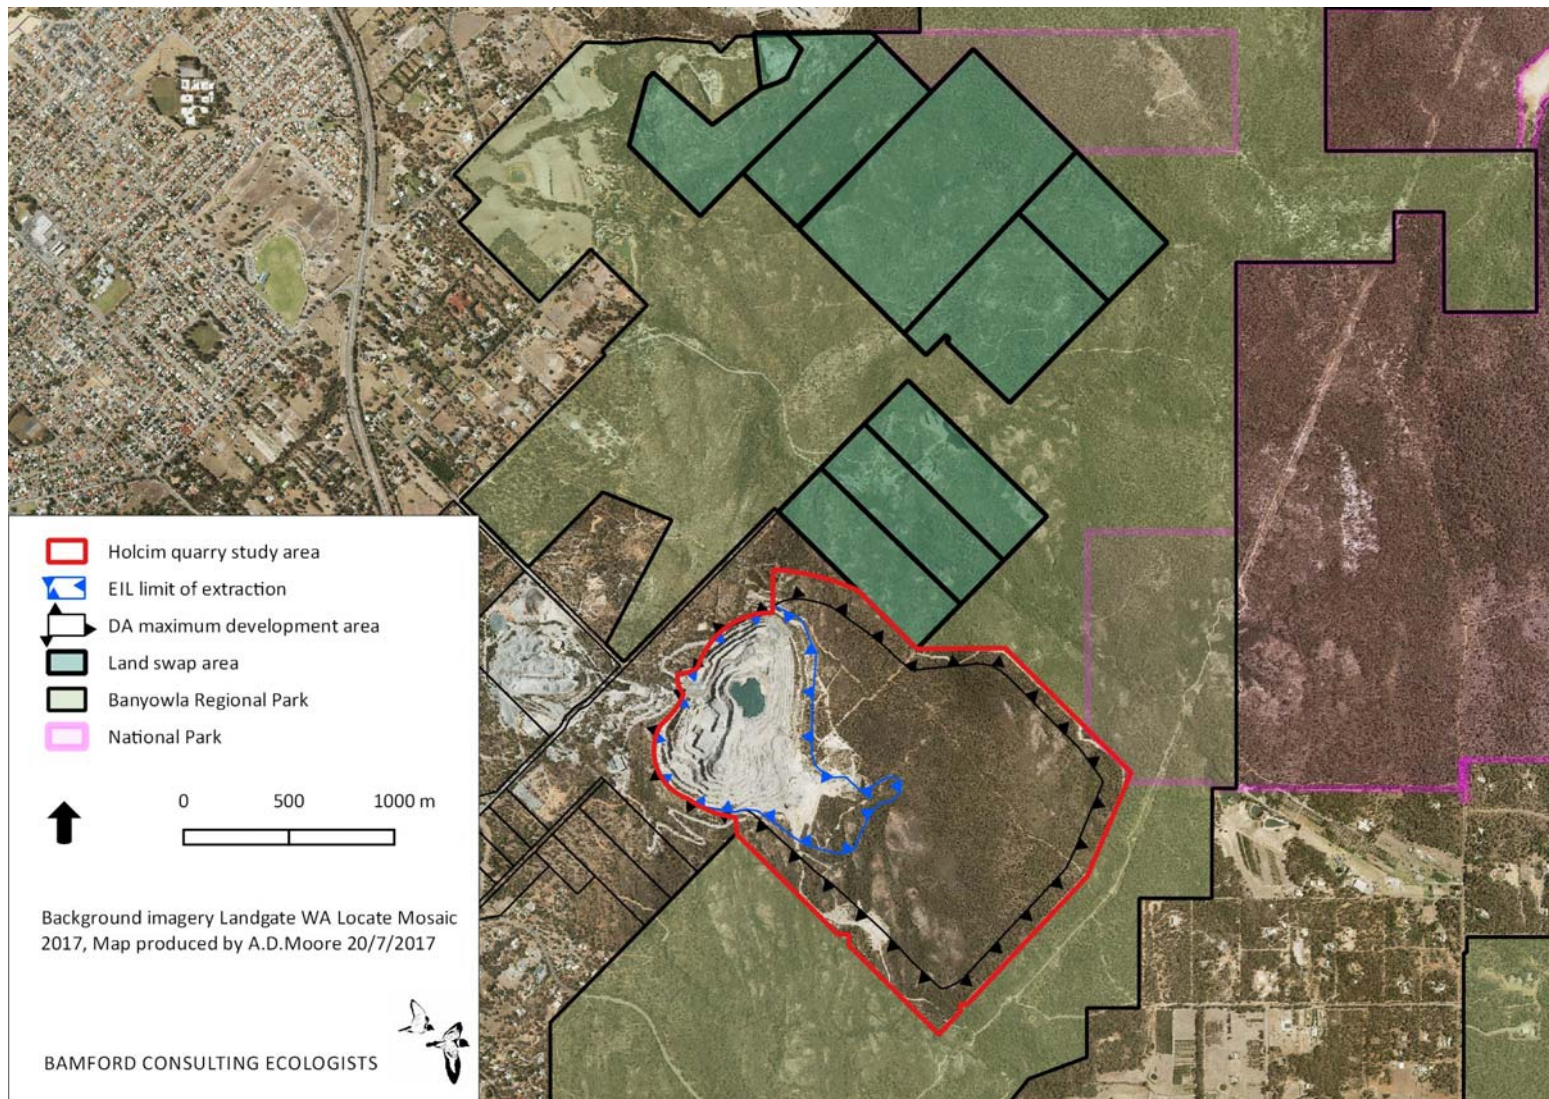 Holcim quarry study area
EIL limit of extraction
DA maximum development area
Land swap area
Banyowla Regional Park
National Park
0 500 1000 m
Background imagery Landgate WA Locate Mosaic
2017, Map produced by A.D.Moore 20/7/2017
BAMFORD CONSULTING ECOLOGISTS